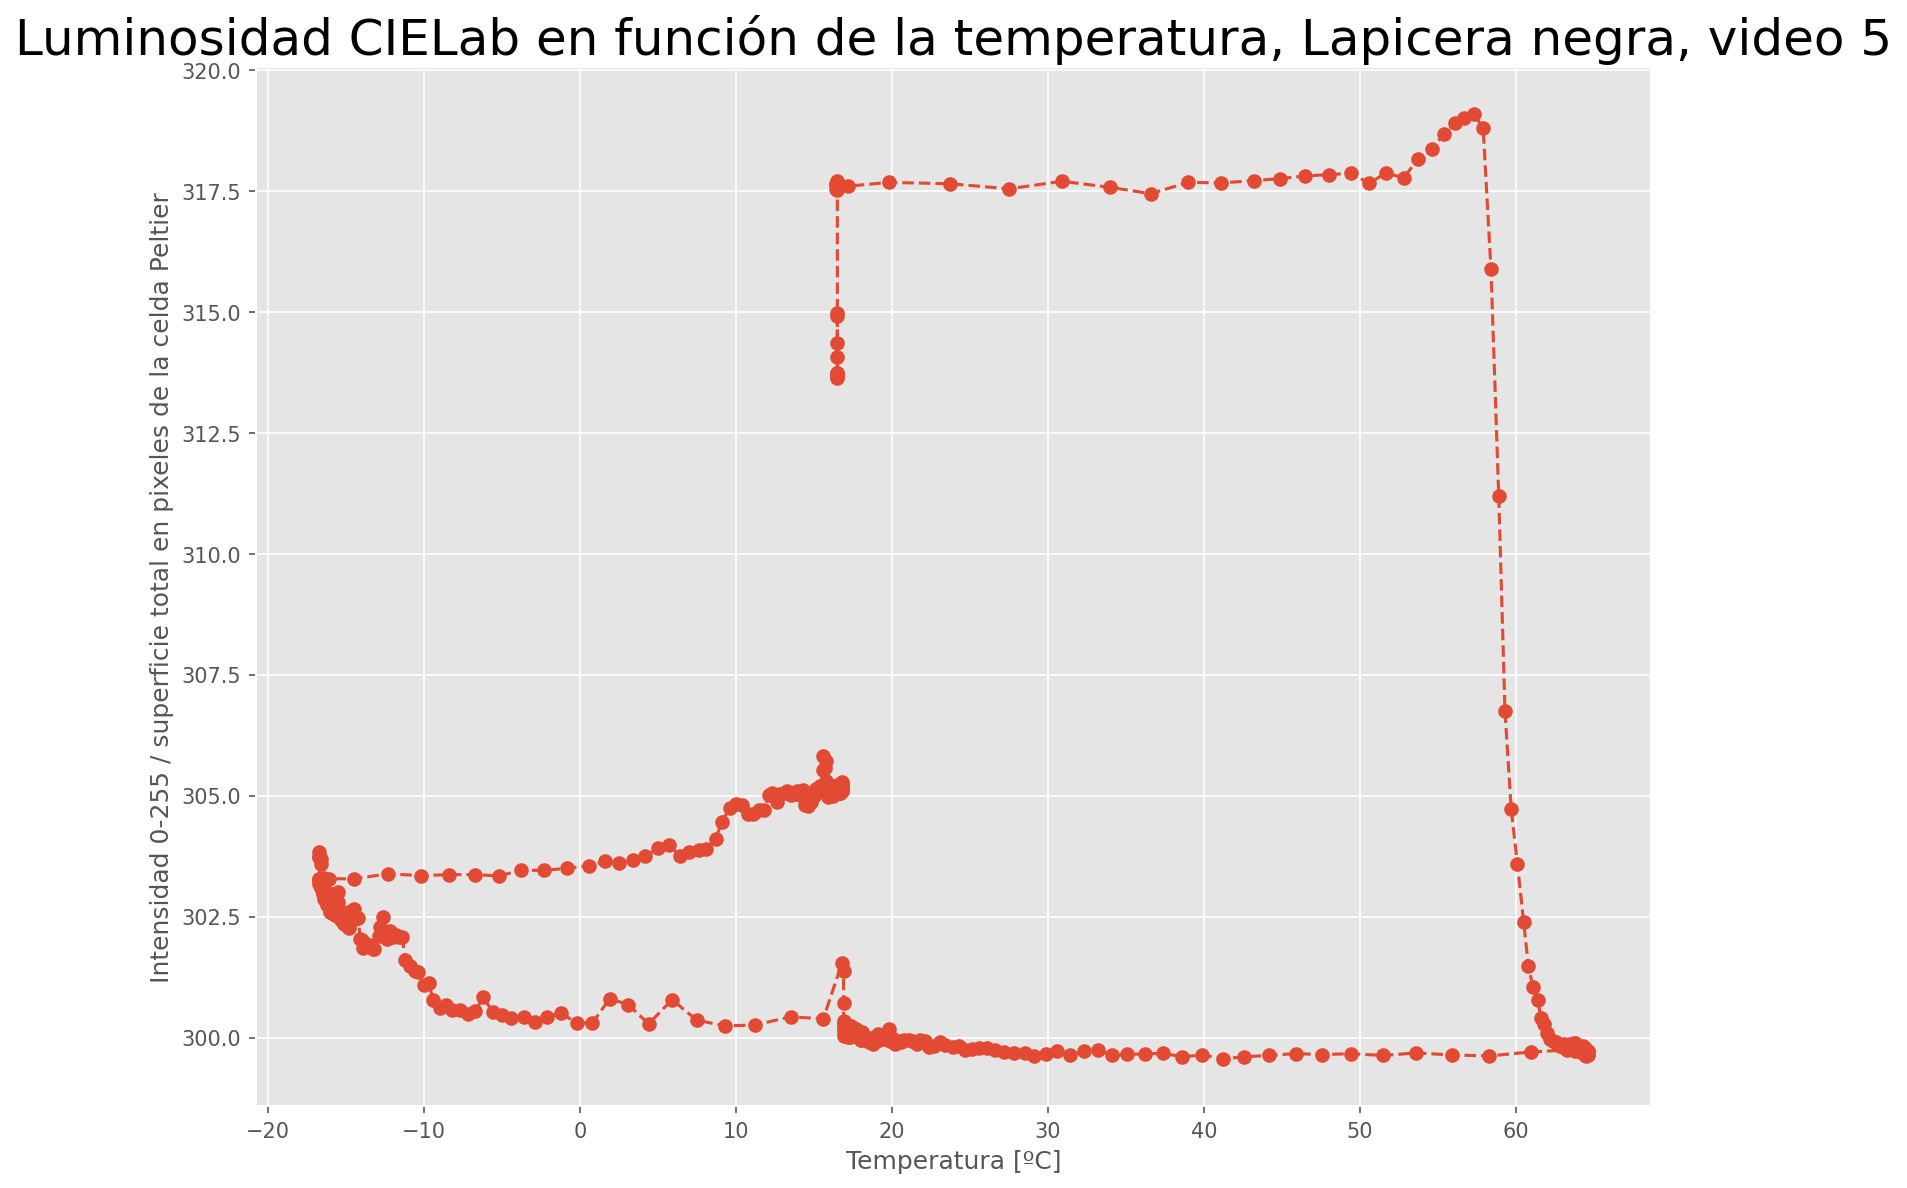 Luminosidad CIELab en función de la temperatura, Lapicera negra, video 5
Intensidad 0-255 / superficie total en pixeles de la celda Peltier
320.0
317.5
315.0
312.5
310.0
307.5
305.0
302.5
300.0
−20 −10 0 10 20 30 40 50 60
Temperatura [ºC]